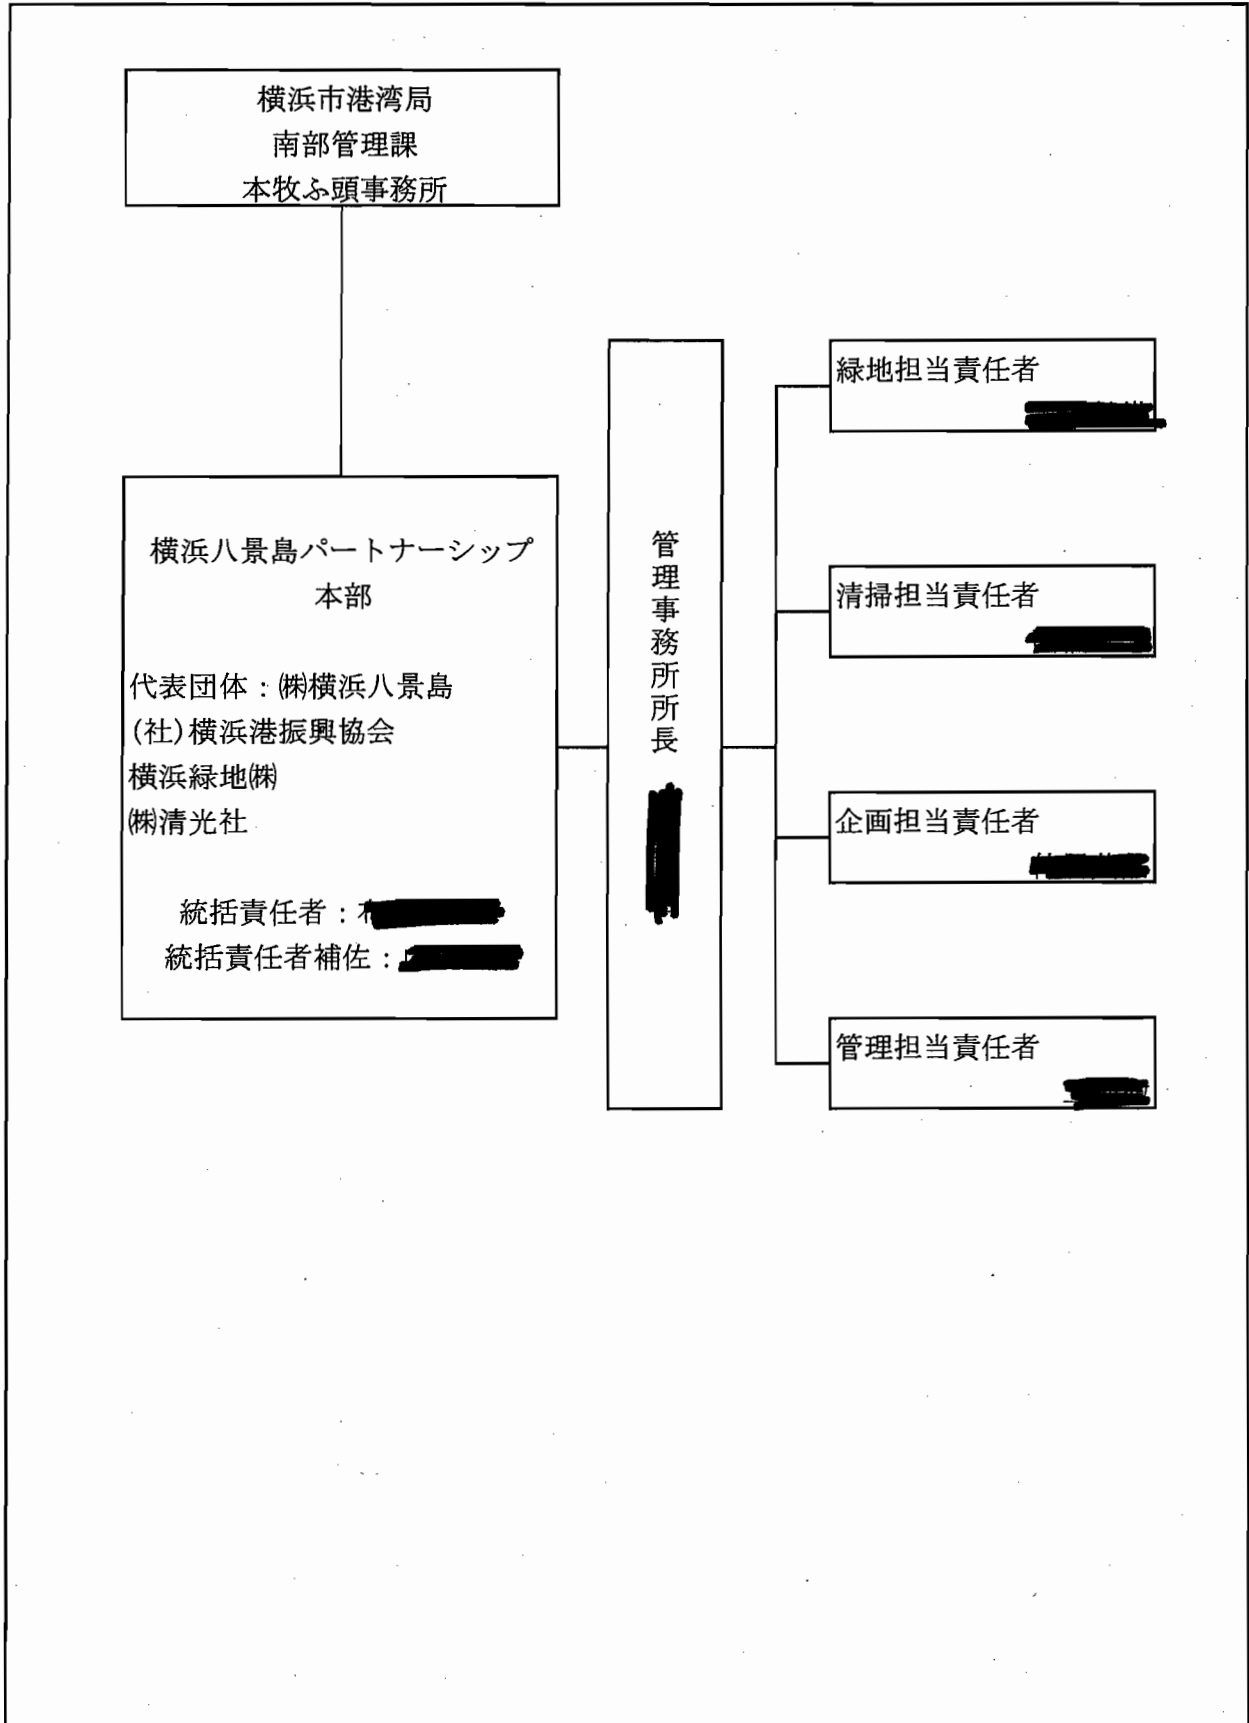 横浜市港湾局
南部管理課
本牧ふ頭事務所
横浜八景島パートナーシップ
本部
代表団体：㈱横浜八景島
(社)横浜港振興協会
横浜緑地㈱
㈱清光社
統括責任者：
統括責任者補佐：
管理事務所所長
緑地担当責任者
清掃担当責任者
企画担当責任者
管理担当責任者